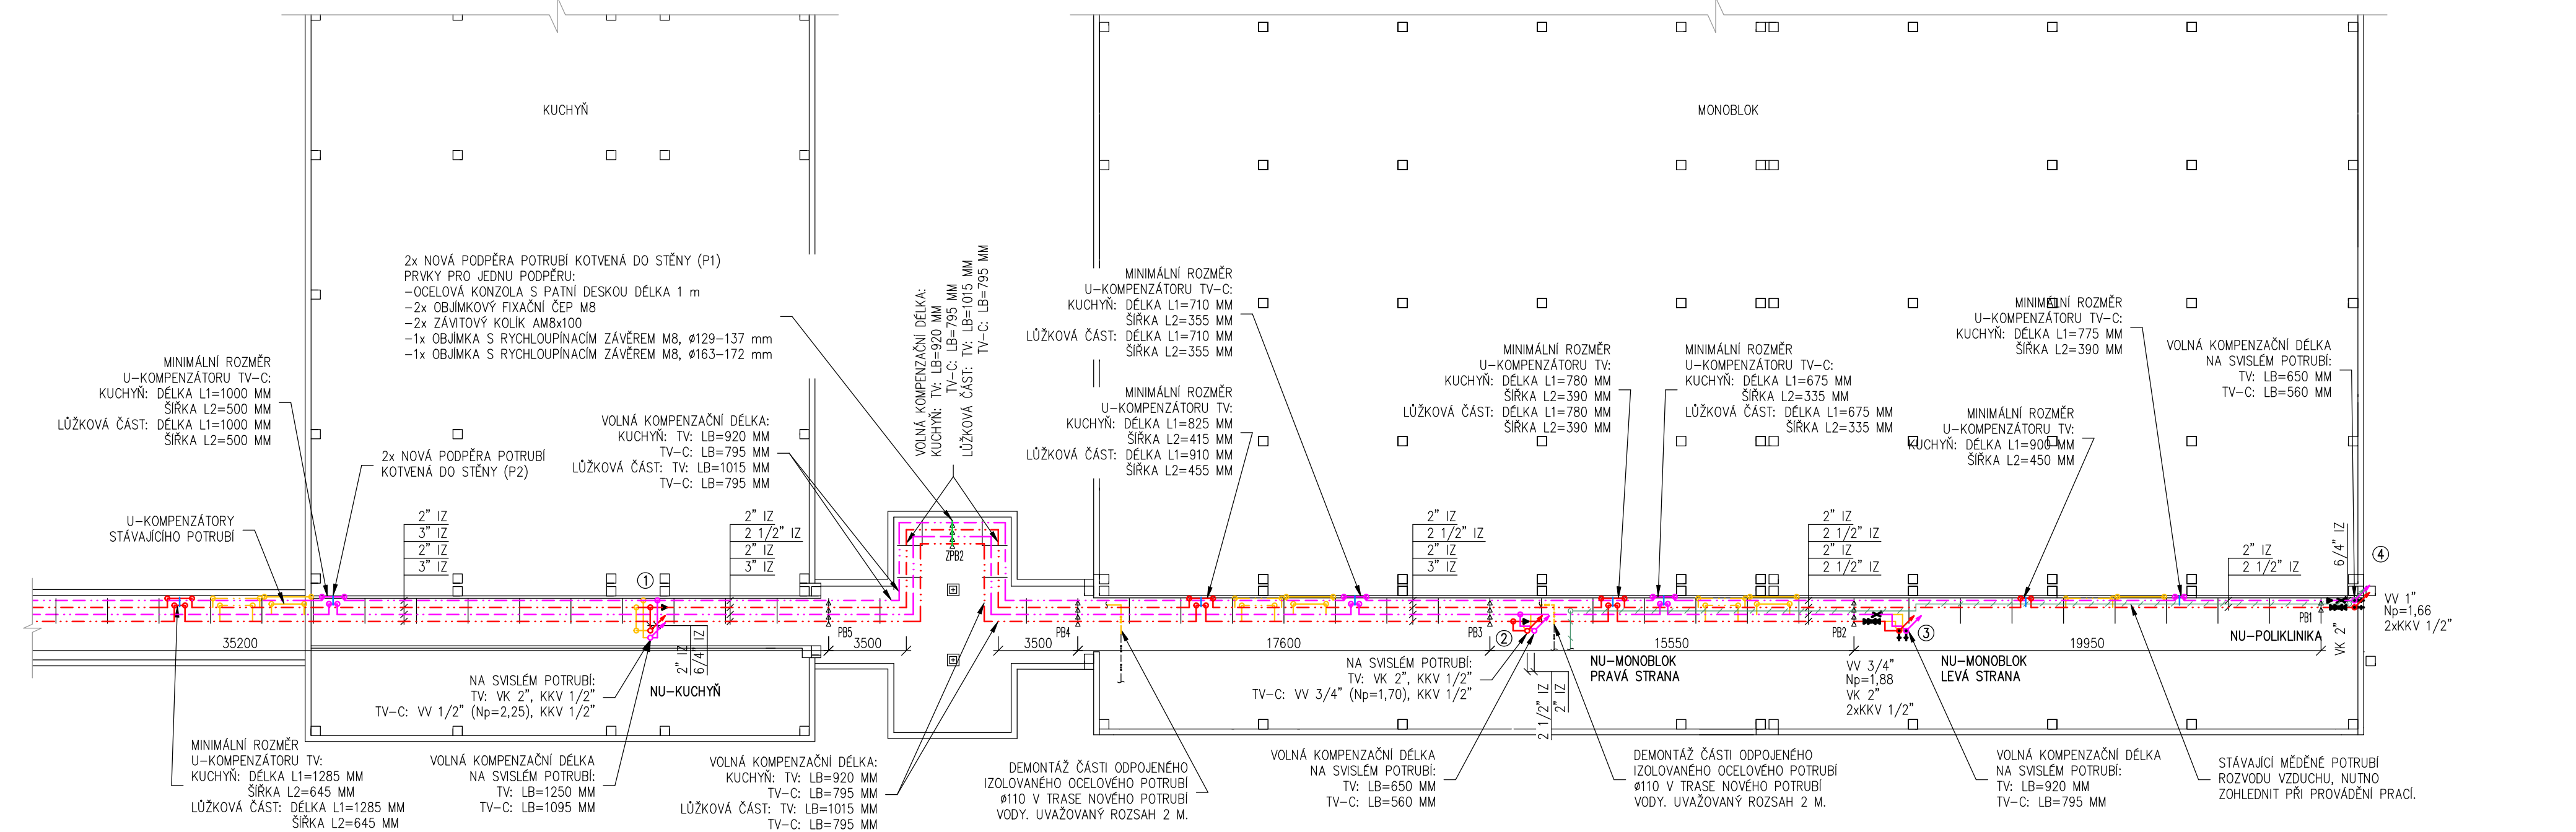 KUCHYŇ
MONOBLOK
2x NOVÁ PODPĚRA POTRUBÍ KOTVENÁ DO STĚNY (P1)
PRVKY PRO JEDNU PODPĚRU:
-OCELOVÁ KONZOLA S PATNÍ DESKOU DÉLKA 1 m
-2x OBJÍMKOVÝ FIXAČNÍ ČEP M8
-2x ZÁVITOVÝ KOLÍK AM8x100
-1x OBJÍMKA S RYCHLOUPÍNACÍM ZÁVĚREM M8, ø129-137 mm
-1x OBJÍMKA S RYCHLOUPÍNACÍM ZÁVĚREM M8, ø163-172 mm
MINIMÁLNÍ ROZMĚR
U-KOMPENZÁTORU TV-C:
KUCHYŇ: DÉLKA L1=1000 MM
ŠÍŘKA L2=500 MM
LŮŽKOVÁ ČÁST: DÉLKA L1=1000 MM
ŠÍŘKA L2=500 MM
2x NOVÁ PODPĚRA POTRUBÍ
KOTVENÁ DO STĚNY (P2)
U-KOMPENZÁTORY
STÁVAJÍCÍHO POTRUBÍ
VOLNÁ KOMPENZAČNÍ DÉLKA:
KUCHYŇ: TV: LB=920 MM
TV-C: LB=795 MM
LŮŽKOVÁ ČÁST: TV: LB=1015 MM
TV-C: LB=795 MM
VOLNÁ KOMPENZAČNÍ DÉLKA:
KUCHYŇ: TV: LB=920 MM
TV-C: LB=795 MM
LŮŽKOVÁ ČÁST: TV: LB=1015 MM
TV-C: LB=795 MM
MINIMÁLNÍ ROZMĚR
U-KOMPENZÁTORU TV-C:
KUCHYŇ: DÉLKA L1=710 MM
ŠÍŘKA L2=355 MM
LŮŽKOVÁ ČÁST: DÉLKA L1=710 MM
ŠÍŘKA L2=355 MM
MINIMÁLNÍ ROZMĚR
U-KOMPENZÁTORU TV:
KUCHYŇ: DÉLKA L1=825 MM
ŠÍŘKA L2=415 MM
LŮŽKOVÁ ČÁST: DÉLKA L1=910 MM
ŠÍŘKA L2=455 MM
MINIMÁLNÍ ROZMĚR
U-KOMPENZÁTORU TV:
KUCHYŇ: DÉLKA L1=780 MM
ŠÍŘKA L2=390 MM
LŮŽKOVÁ ČÁST: DÉLKA L1=780 MM
ŠÍŘKA L2=390 MM
MINIMÁLNÍ ROZMĚR
U-KOMPENZÁTORU TV-C:
KUCHYŇ: DÉLKA L1=675 MM
ŠÍŘKA L2=335 MM
LŮŽKOVÁ ČÁST: DÉLKA L1=675 MM
ŠÍŘKA L2=335 MM
MINIMÁLNÍ ROZMĚR
U-KOMPENZÁTORU TV-C:
KUCHYŇ: DÉLKA L1=775 MM
ŠÍŘKA L2=390 MM
MINIMÁLNÍ ROZMĚR
U-KOMPENZÁTORU TV:
KUCHYŇ: DÉLKA L1=900 MM
ŠÍŘKA L2=450 MM
VOLNÁ KOMPENZAČNÍ DÉLKA
NA SVISLÉM POTRUBÍ:
TV: LB=650 MM
TV-C: LB=560 MM
2" IZ
3" IZ
2" IZ
3" IZ
2" IZ
2 1/2" IZ
2" IZ
3" IZ
2" IZ
2 1/2" IZ
2" IZ
3" IZ
2" IZ
2 1/2" IZ
2" IZ
2 1/2" IZ
2" IZ
2 1/2" IZ
6/4" IZ
1
2
3
4
ZPB2
PB5
PB4
PB3
PB2
PB1
35200
3500
3500
17600
15550
19950
2" IZ
6/4" IZ
NU-KUCHYŇ
NU-MONOBLOK
PRAVÁ STRANA
NU-MONOBLOK
LEVÁ STRANA
NU-POLIKLINIKA
VK 2"
VV 1"
Np=1,66
2xKKV 1/2"
NA SVISLÉM POTRUBÍ:
TV: VK 2", KKV 1/2"
TV-C: VV 1/2" (Np=2,25), KKV 1/2"
NA SVISLÉM POTRUBÍ:
TV: VK 2", KKV 1/2"
TV-C: VV 3/4" (Np=1,70), KKV 1/2"
2 1/2" IZ
2" IZ
VV 3/4"
Np=1,88
VK 2"
2xKKV 1/2"
MINIMÁLNÍ ROZMĚR
U-KOMPENZÁTORU TV:
KUCHYŇ: DÉLKA L1=1285 MM
ŠÍŘKA L2=645 MM
LŮŽKOVÁ ČÁST: DÉLKA L1=1285 MM
ŠÍŘKA L2=645 MM
VOLNÁ KOMPENZAČNÍ DÉLKA
NA SVISLÉM POTRUBÍ:
TV: LB=1250 MM
TV-C: LB=1095 MM
VOLNÁ KOMPENZAČNÍ DÉLKA:
KUCHYŇ: TV: LB=920 MM
TV-C: LB=795 MM
LŮŽKOVÁ ČÁST: TV: LB=1015 MM
TV-C: LB=795 MM
DEMONTÁŽ ČÁSTI ODPOJENÉHO
IZOLOVANÉHO OCELOVÉHO POTRUBÍ
ø110 V TRASE NOVÉHO POTRUBÍ
VODY. UVAŽOVANÝ ROZSAH 2 M.
VOLNÁ KOMPENZAČNÍ DÉLKA
NA SVISLÉM POTRUBÍ:
TV: LB=650 MM
TV-C: LB=560 MM
DEMONTÁŽ ČÁSTI ODPOJENÉHO
IZOLOVANÉHO OCELOVÉHO POTRUBÍ
ø110 V TRASE NOVÉHO POTRUBÍ
VODY. UVAŽOVANÝ ROZSAH 2 M.
VOLNÁ KOMPENZAČNÍ DÉLKA
NA SVISLÉM POTRUBÍ:
TV: LB=920 MM
TV-C: LB=795 MM
STÁVAJÍCÍ MĚDĚNÉ POTRUBÍ
ROZVODU VZDUCHU, NUTNO
ZOHLEDNIT PŘI PROVÁDĚNÍ PRACÍ.